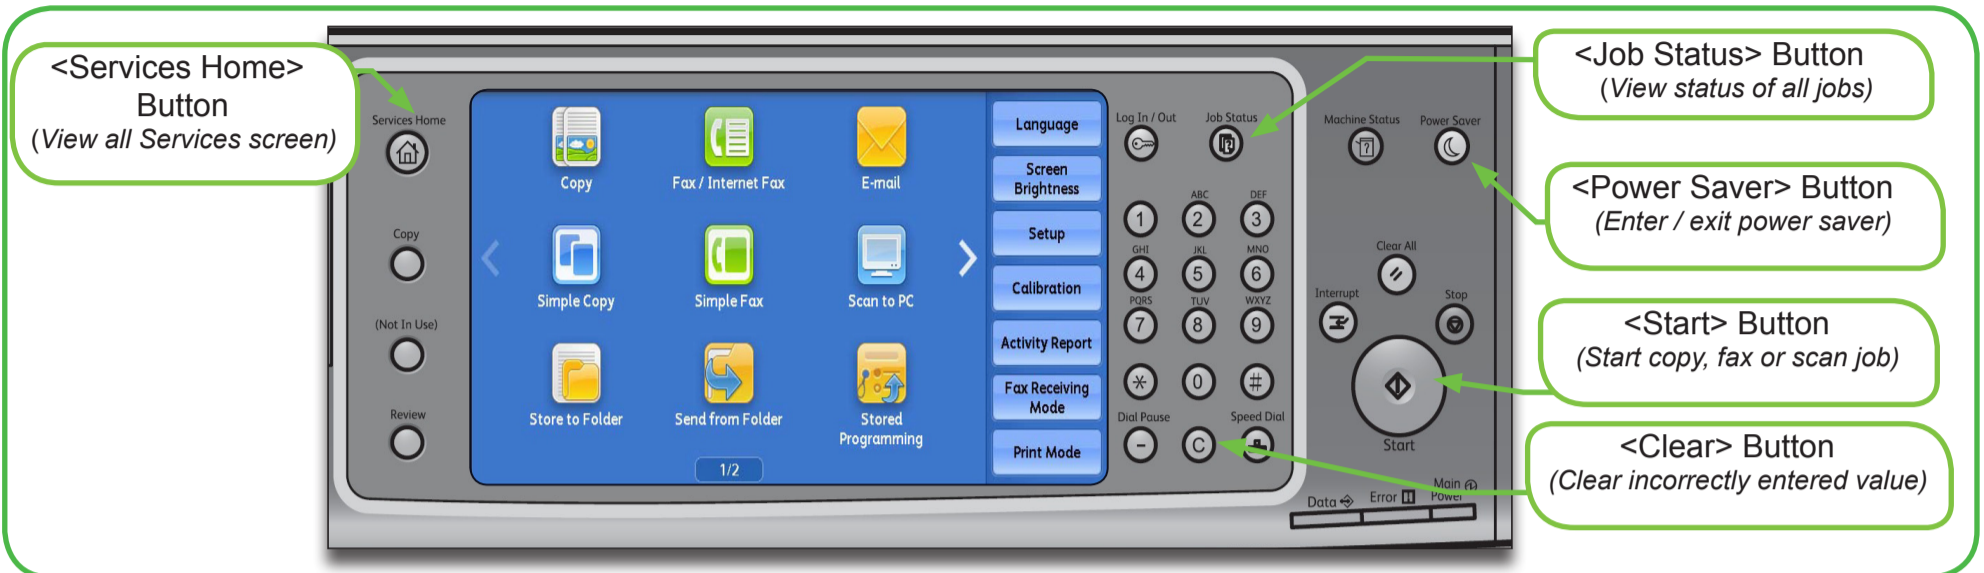 <Services Home>
Button
(View all Services screen)
Services Home
Copy
(Not In Use)
Review
Copy
Fax / Internet Fax
E-mail
Simple Copy
Simple Fax
Scan to PC
Store to Folder
Send from Folder
Stored
Programming
1/2
Language
Screen
Brightness
Setup
Calibration
Activity Report
Fax Receiving
Mode
Print Mode
Log In / Out
Job Status
ABC
DEF
1
2
3
GHI
JKL
MNO
4
5
6
PQRS
TUV
WXYZ
7
8
9
*
0
#
Dial Pause
Speed Dial
-
C
Machine Status
Power Saver
Clear All
Interrupt
Stop
Start
Data
Error
Main
Power
<Job Status> Button
(View status of all jobs)
<Power Saver> Button
(Enter / exit power saver)
<Start> Button
(Start copy, fax or scan job)
<Clear> Button
(Clear incorrectly entered value)